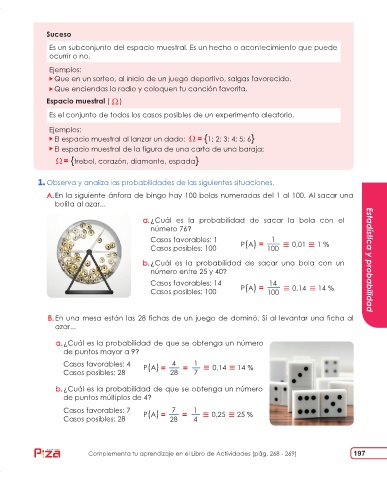 Suceso
Es un subconjunto del espacio muestral. Es un hecho o acontecimiento que puede
ocurrir o no.
Ejemplos:
▸Que en un sorteo, al inicio de un juego deportivo, salgas favorecido.
▸Que enciendas la radio y coloquen tu canción favorita.
Espacio muestral ( Ω )
Es el conjunto de todos los casos posibles de un experimento aleatorio.
Ejemplos:
▸El espacio muestral al lanzar un dado: Ω = {1; 2; 3; 4; 5; 6}
▸El espacio muestral de la figura de una carta de una baraja:
Ω = {trebol, corazón, diamante, espada}
1. Observa y analiza las probabilidades de las siguientes situaciones.
A. En la siguiente ánfora de bingo hay 100 bolas numeradas del 1 al 100. Al sacar una
bolita al azar...
a. ¿Cuál es la probabilidad de sacar la bola con el
número 76?
Casos favorables: 1
Casos posibles: 100
P(A) = 1/100 ≡ 0,01 ≡ 1 %
b. ¿Cuál es la probabilidad de sacar una bola con un
número entre 25 y 40?
Casos favorables: 14
Casos posibles: 100
P(A) = 14/100 ≡ 0,14 ≡ 14 %
B. En una mesa están las 28 fichas de un juego de dominó. Si al levantar una ficha al
azar...
a. ¿Cuál es la probabilidad de que se obtenga un número
de puntos mayor a 9?
Casos favorables: 4
Casos posibles: 28
P(A) = 4/28 = 1/7 ≡ 0,14 ≡ 14 %
b. ¿Cuál es la probabilidad de que se obtenga un número
de puntos múltiplos de 4?
Casos favorables: 7
Casos posibles: 28
P(A) = 7/28 = 1/4 ≡ 0,25 ≡ 25 %
Estadística y probabilidad
Complementa tu aprendizaje en el Libro de Actividades (pág. 268 - 269)
197